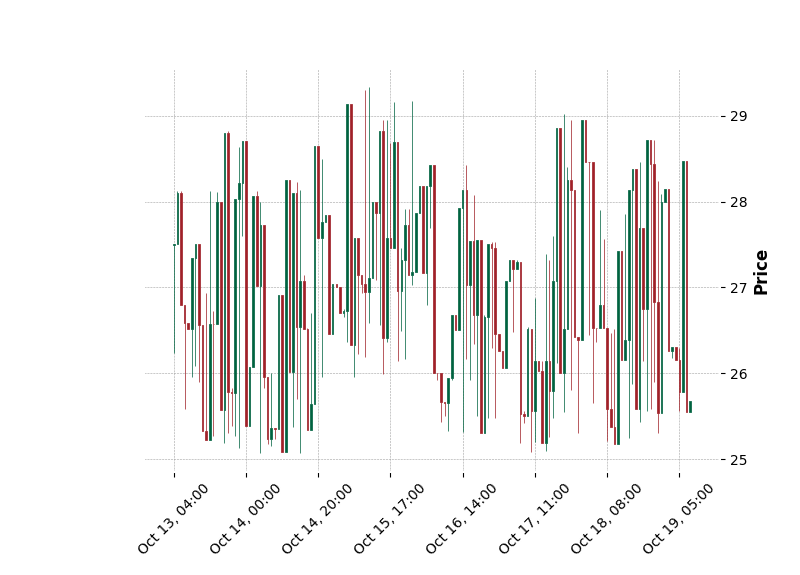 29
28
27
26
25
Price
Oct 13, 04:00
Oct 14, 00:00
Oct 14, 20:00
Oct 15, 17:00
Oct 16, 14:00
Oct 17, 11:00
Oct 18, 08:00
Oct 19, 05:00